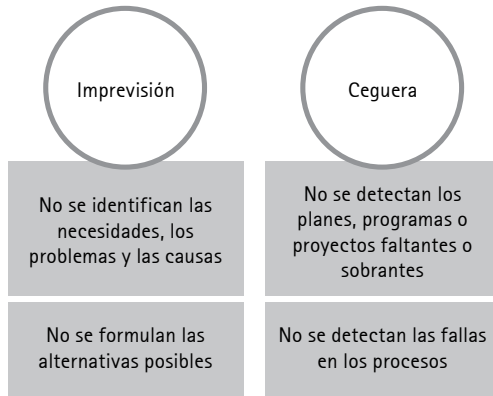 Imprevisión
No se identifican las
necesidades, los
problemas y las causas
No se formulan las
alternativas posibles
Ceguera
No se detectan los
planes, programas o
proyectos faltantes o
sobrantes
No se detectan las fallas
en los procesos